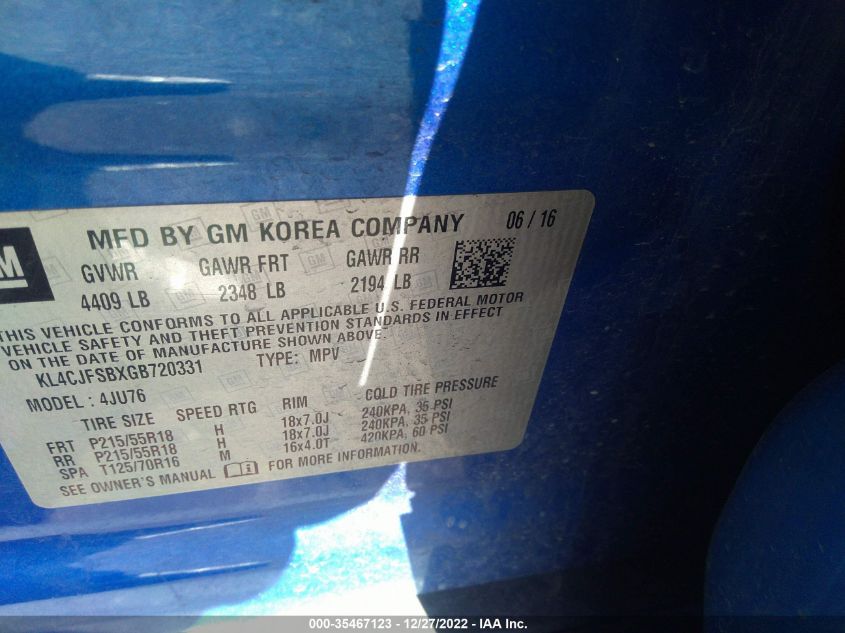 MFD BY GM KOREA COMPANY 06 / 16
GM
GVWR GAWR FRT GAWR RR
4409 LB 2348 LB 2194 LB
THIS VEHICLE CONFORMS TO ALL APPLICABLE U.S. FEDERAL MOTOR
VEHICLE SAFETY AND THEFT PREVENTION STANDARDS IN EFFECT
ON THE DATE OF MANUFACTURE SHOWN ABOVE.
KL4CJFSBXGB720331 TYPE: MPV
MODEL : 4JU76
TIRE SIZE SPEED RTG RIM COLD TIRE PRESSURE
FRT P215/55R18 H 18x7.0J 240KPA, 35 PSI
RR P215/55R18 H 18x7.0J 240KPA, 35 PSI
SPA T125/70R16 M 16x4.0T 420KPA, 60 PSI
SEE OWNER'S MANUAL FOR MORE INFORMATION.
000-35467123 - 12/27/2022 - IAA Inc.